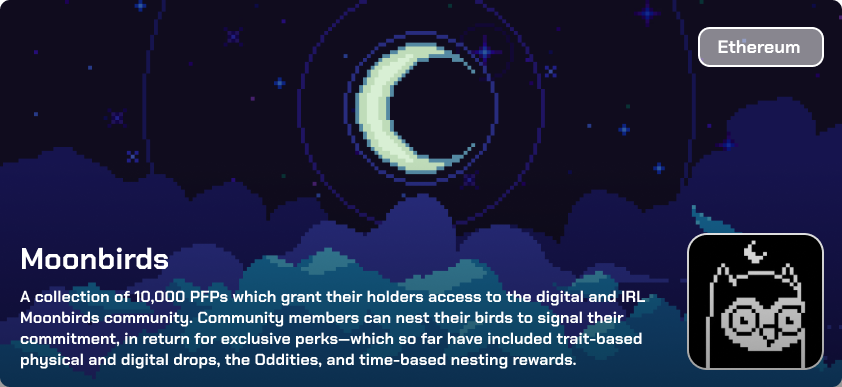 Ethereum
Moonbirds
A collection of 10,000 PFPs which grant their holders access to the digital and IRL
Moonbirds community. Community members can nest their birds to signal their
commitment, in return for exclusive perks—which so far have included trait-based
physical and digital drops, the Oddities, and time-based nesting rewards.